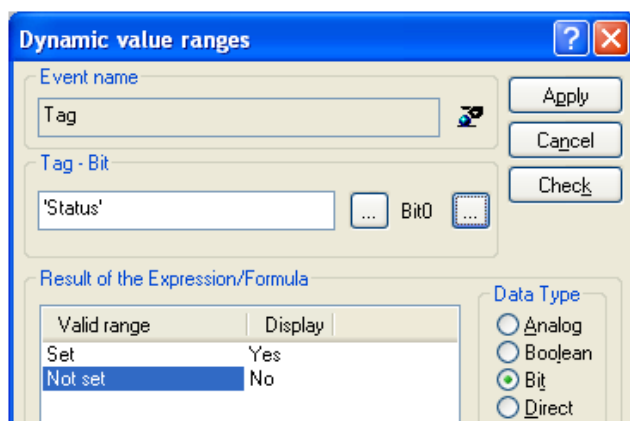 Dynamic value ranges
Event name
Tag
Apply
Cancel
Tag - Bit
Check
'Status'
...
Bit0
...
Result of the Expression/Formula
Data Type
Valid range Display
Analog
Set Yes
Boolean
Not set No
Bit
Direct